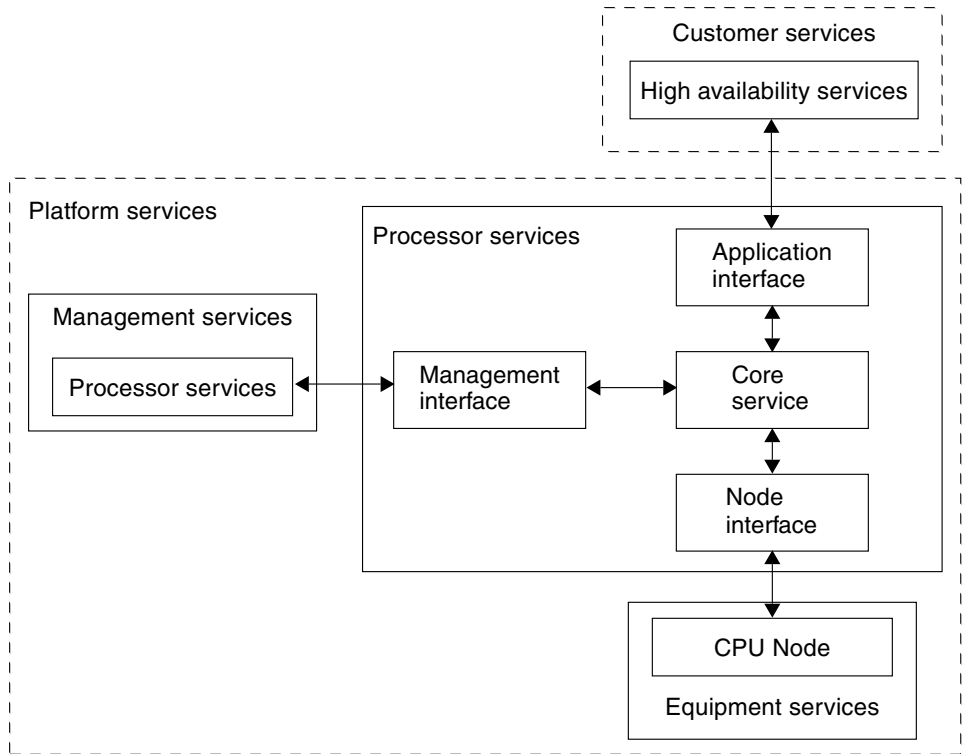 Customer services
High availability services
Platform services
Processor services
Application
interface
Management services
Processor services
Management
interface
Core
service
Node
interface
CPU Node
Equipment services